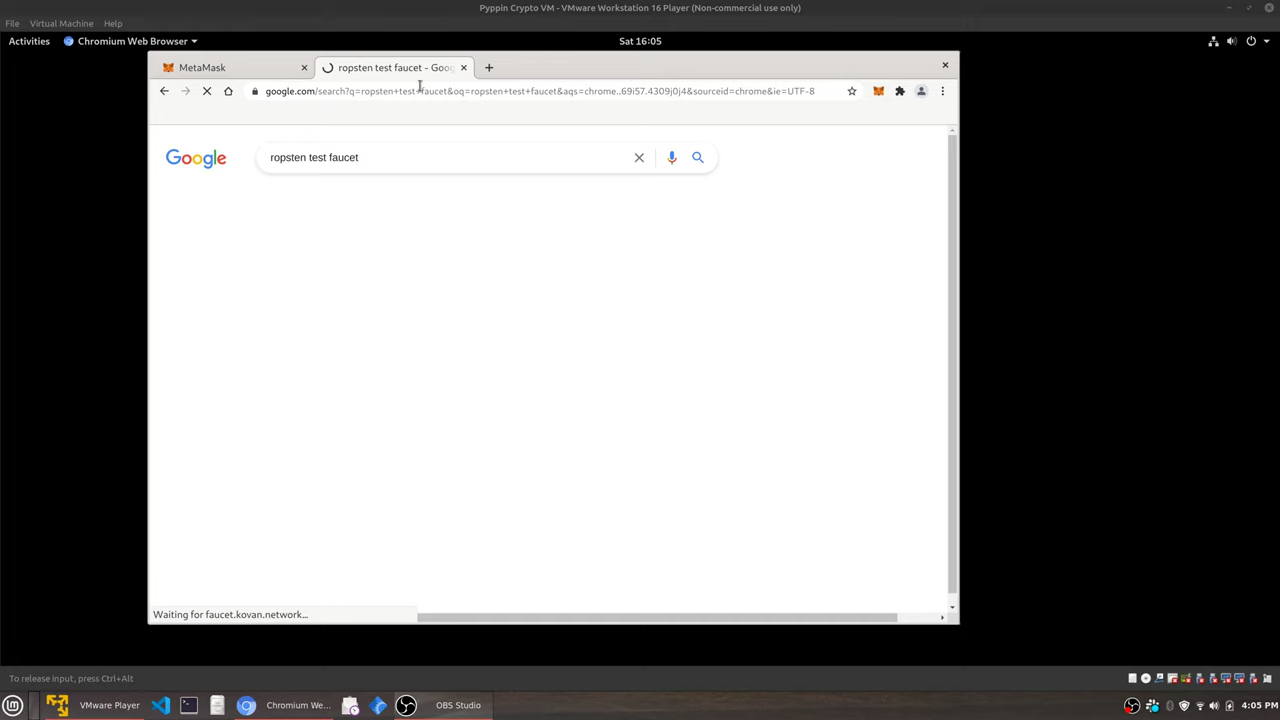 Pyppin Crypto VM - VMware Workstation 16 Player (Non-commercial use only)
File Virtual Machine Help
Activities Chromium Web Browser Sat 16:05
MetaMask ropsten test faucet - Goog
google.com/search?q=ropsten+test+faucet&oq=ropsten+test+faucet&aqs=chrome..69i57.4309j0j4&sourceid=chrome&ie=UTF-8
Google ropsten test faucet
Waiting for faucet.kovan.network...
To release input, press Ctrl+Alt
VMware Player Chromium We... OBS Studio 4:05 PM